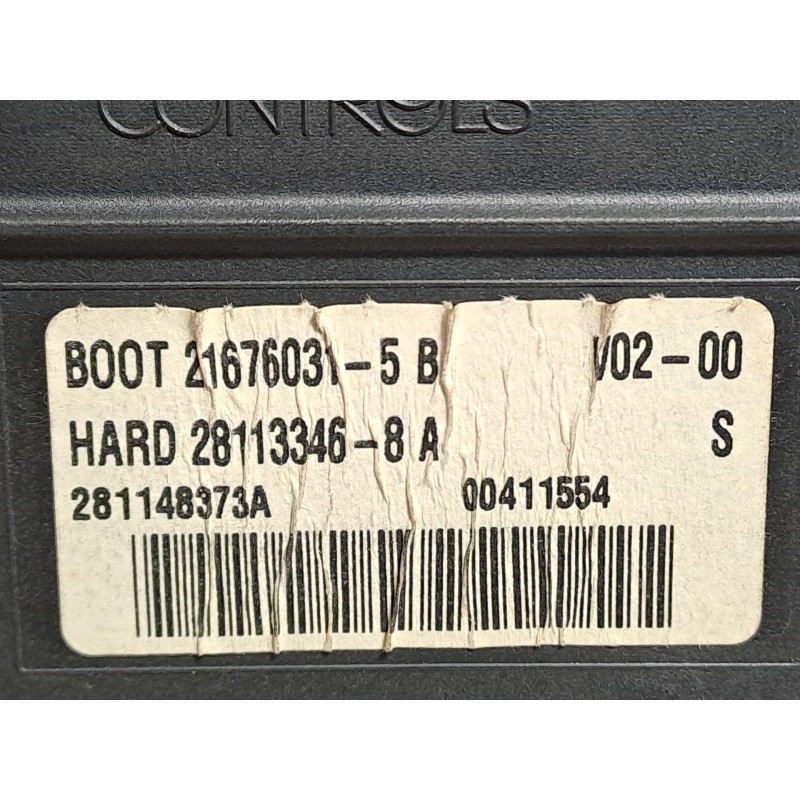 CONTROLS
BOOT 21676031-5 B V02-00
HARD 28113346-8 A S
281148373A 00411554